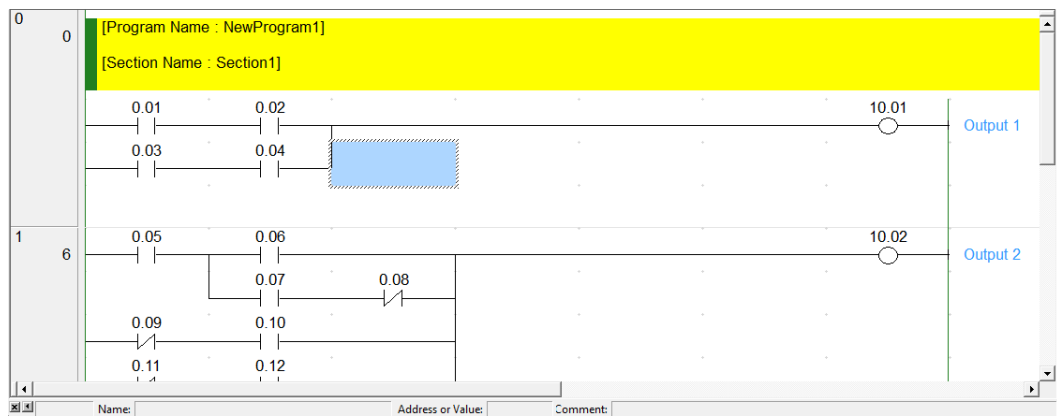 0
0
[Program Name : NewProgram1]
[Section Name : Section1]
0.01 0.02 10.01
Output 1
0.03 0.04
1
6
0.05 0.06 10.02
Output 2
0.07 0.08
0.09 0.10
0.11 0.12
Name: Address or Value: Comment: